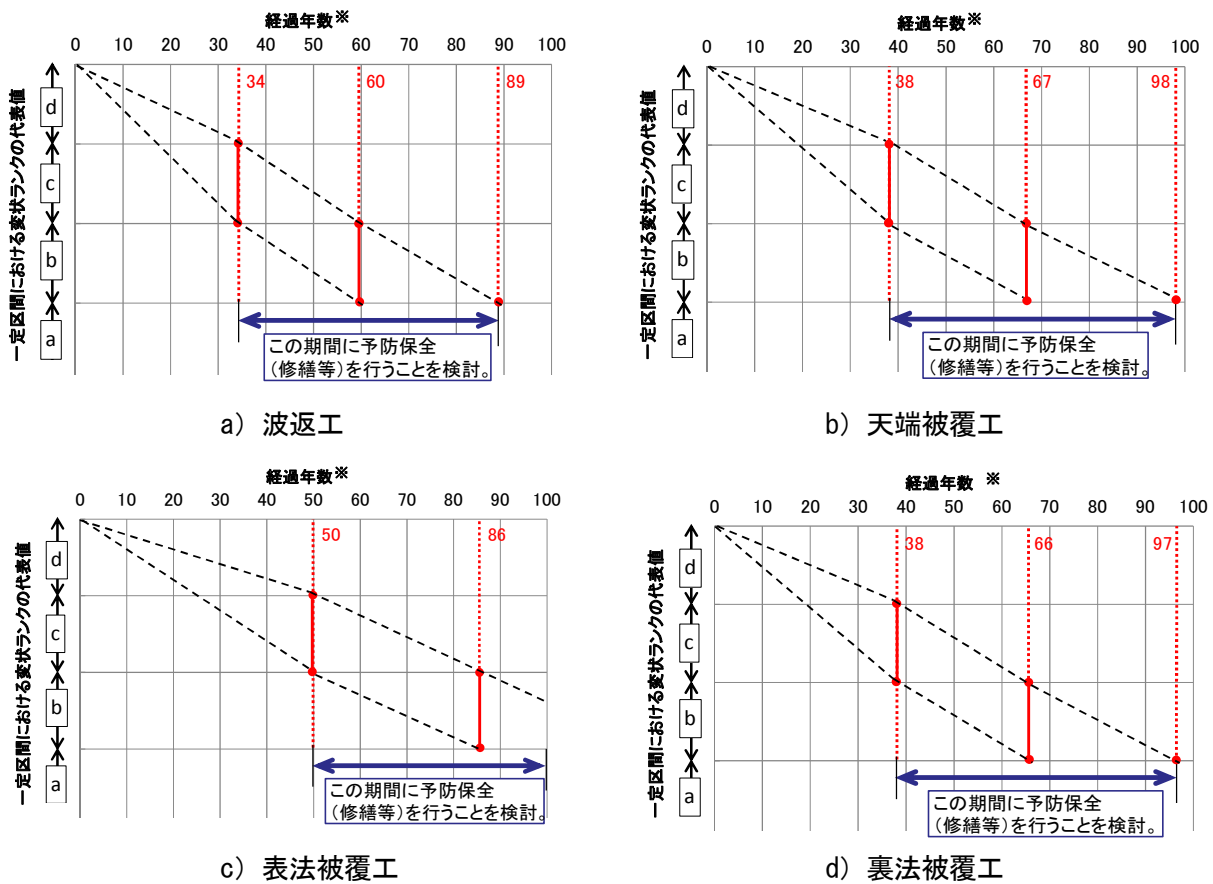 経過年数※
0 10 20 30 40 50 60 70 80 90 100
34 60 89
一定区間における変状ランクの代表値
d
c
b
a
この期間に予防保全
(修繕等)を行うことを検討。
a) 波返工
経過年数※
0 10 20 30 40 50 60 70 80 90 100
38 67 98
一定区間における変状ランクの代表値
d
c
b
a
この期間に予防保全
(修繕等)を行うことを検討。
b) 天端被覆工
経過年数※
0 10 20 30 40 50 60 70 80 90 100
50 86
一定区間における変状ランクの代表値
d
c
b
a
この期間に予防保全
(修繕等)を行うことを検討。
c) 表法被覆工
経過年数 ※
0 10 20 30 40 50 60 70 80 90 100
38 66 97
一定区間における変状ランクの代表値
d
c
b
a
この期間に予防保全
(修繕等)を行うことを検討。
d) 裏法被覆工